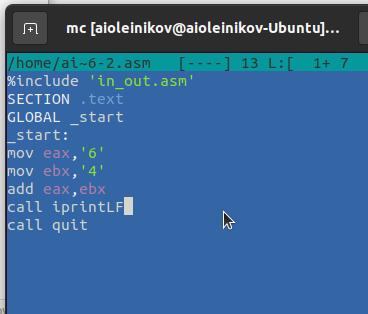 mc [aioleinikov@aioleinikov-Ubuntu]...
/home/ai~6-2.asm [----] 13 L:[ 1+ 7
%include 'in_out.asm'
SECTION .text
GLOBAL _start
_start:
mov eax,'6'
mov ebx,'4'
add eax,ebx
call iprintLF
call quit